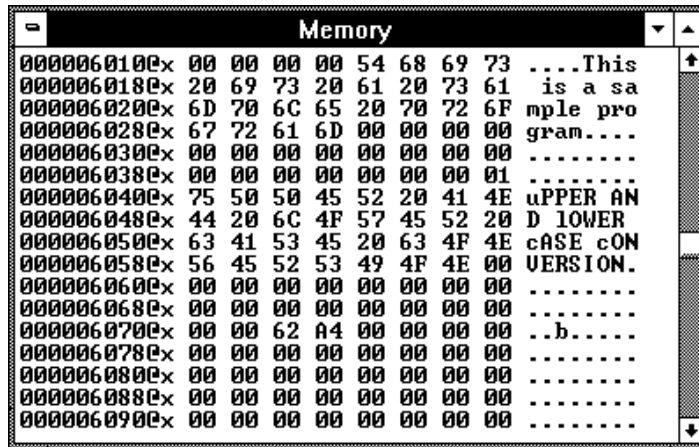 Memory
000006010@x 00 00 00 00 54 68 69 73 ....This
000006018@x 20 69 73 20 61 20 73 61  is a sa
000006020@x 6D 70 6C 65 20 70 72 6F mple pro
000006028@x 67 72 61 6D 00 00 00 00 gram....
000006030@x 00 00 00 00 00 00 00 00 ........
000006038@x 00 00 00 00 00 00 00 01 ........
000006040@x 75 50 50 45 52 20 41 4E uPPER AN
000006048@x 44 20 6C 4F 57 45 52 20 D lOWER
000006050@x 63 41 53 45 20 63 4F 4E cASE cON
000006058@x 56 45 52 53 49 4F 4E 00 VERSION.
000006060@x 00 00 00 00 00 00 00 00 ........
000006068@x 00 00 00 00 00 00 00 00 ........
000006070@x 00 00 62 A4 00 00 00 00 ..b.....
000006078@x 00 00 00 00 00 00 00 00 ........
000006080@x 00 00 00 00 00 00 00 00 ........
000006088@x 00 00 00 00 00 00 00 00 ........
000006090@x 00 00 00 00 00 00 00 00 ........